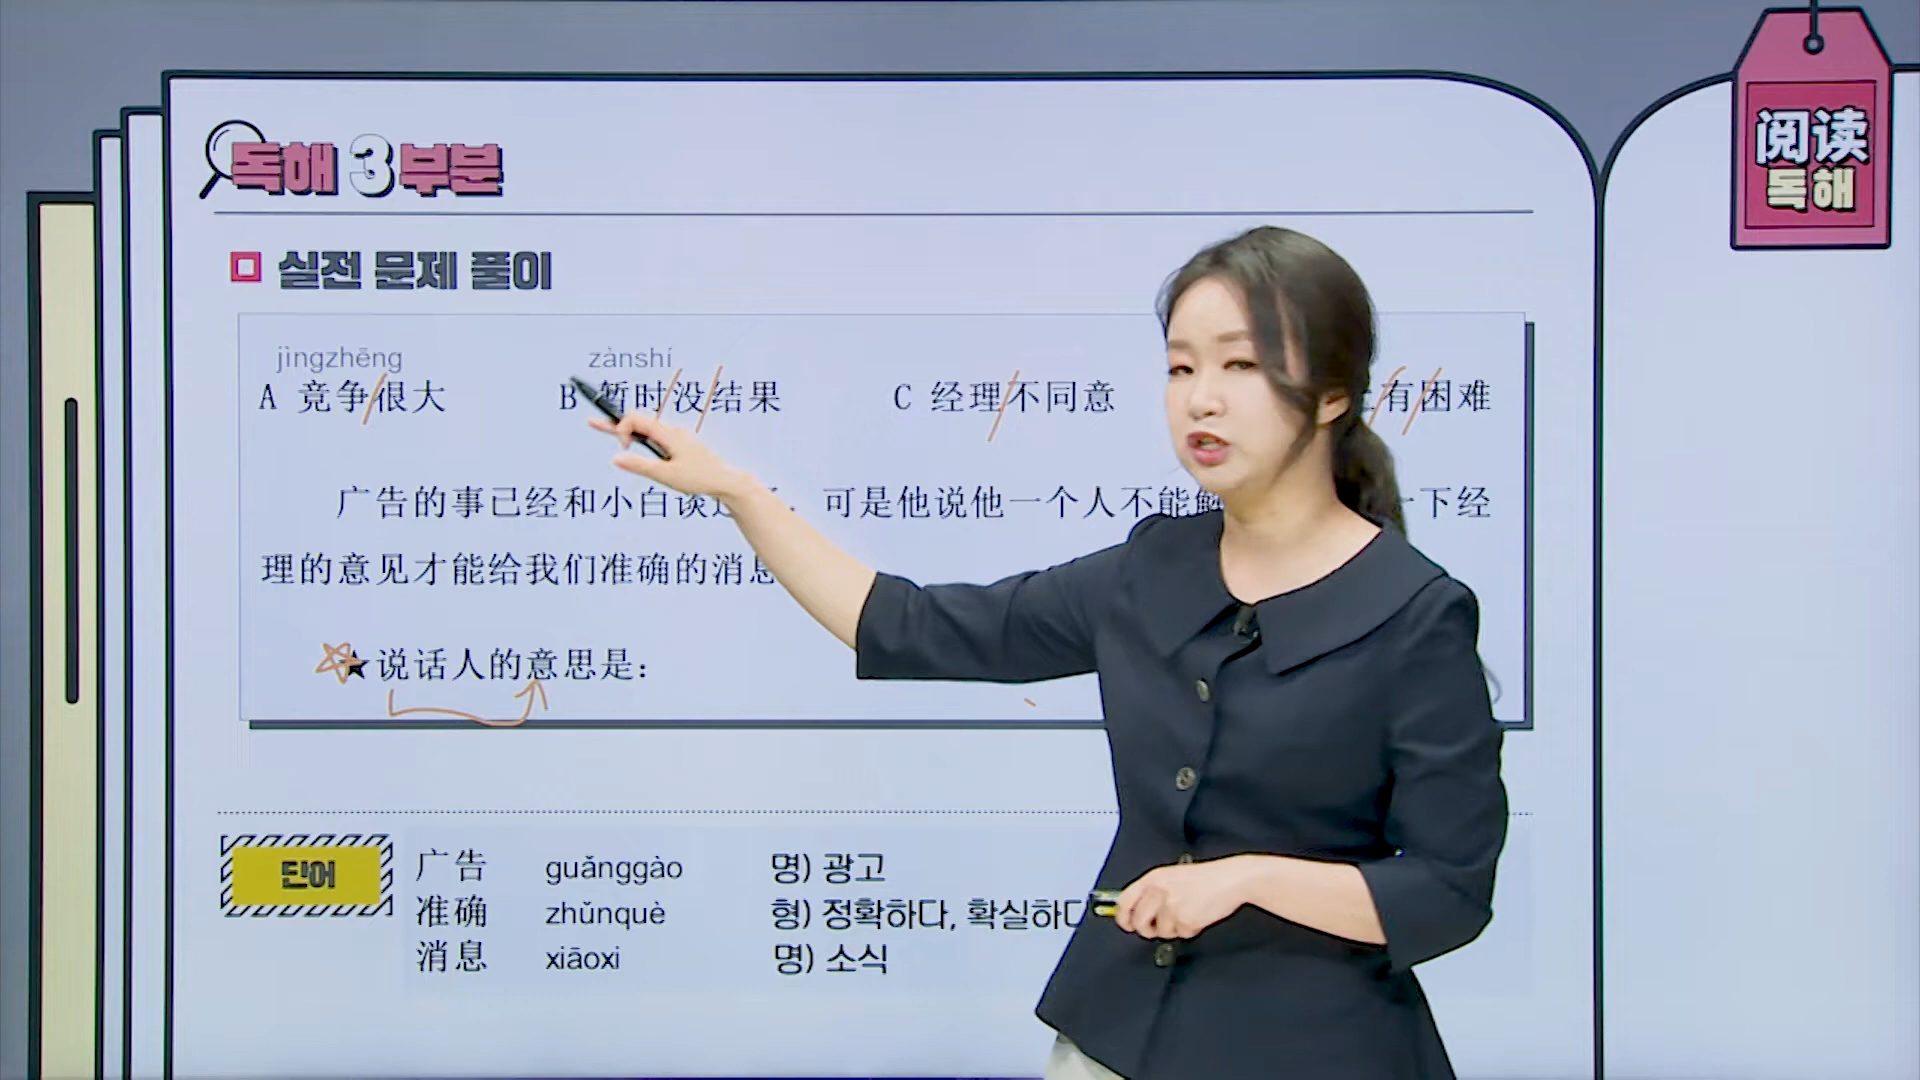 阅读
독해
독해 3 부분
실전 문제 풀이
jìngzhēng zànshí
A 竞争很大 B 暂时没结果 C 经理不同意 有困难
广告的事已经和小白谈过了. 可是他说他一个人不能解 一下经
理的意见才能给我们准确的消息
★说话人的意思是:
단어
广告 guǎnggào 명) 광고
准确 zhǔnquè 형) 정확하다, 확실하다
消息 xiāoxi 명) 소식